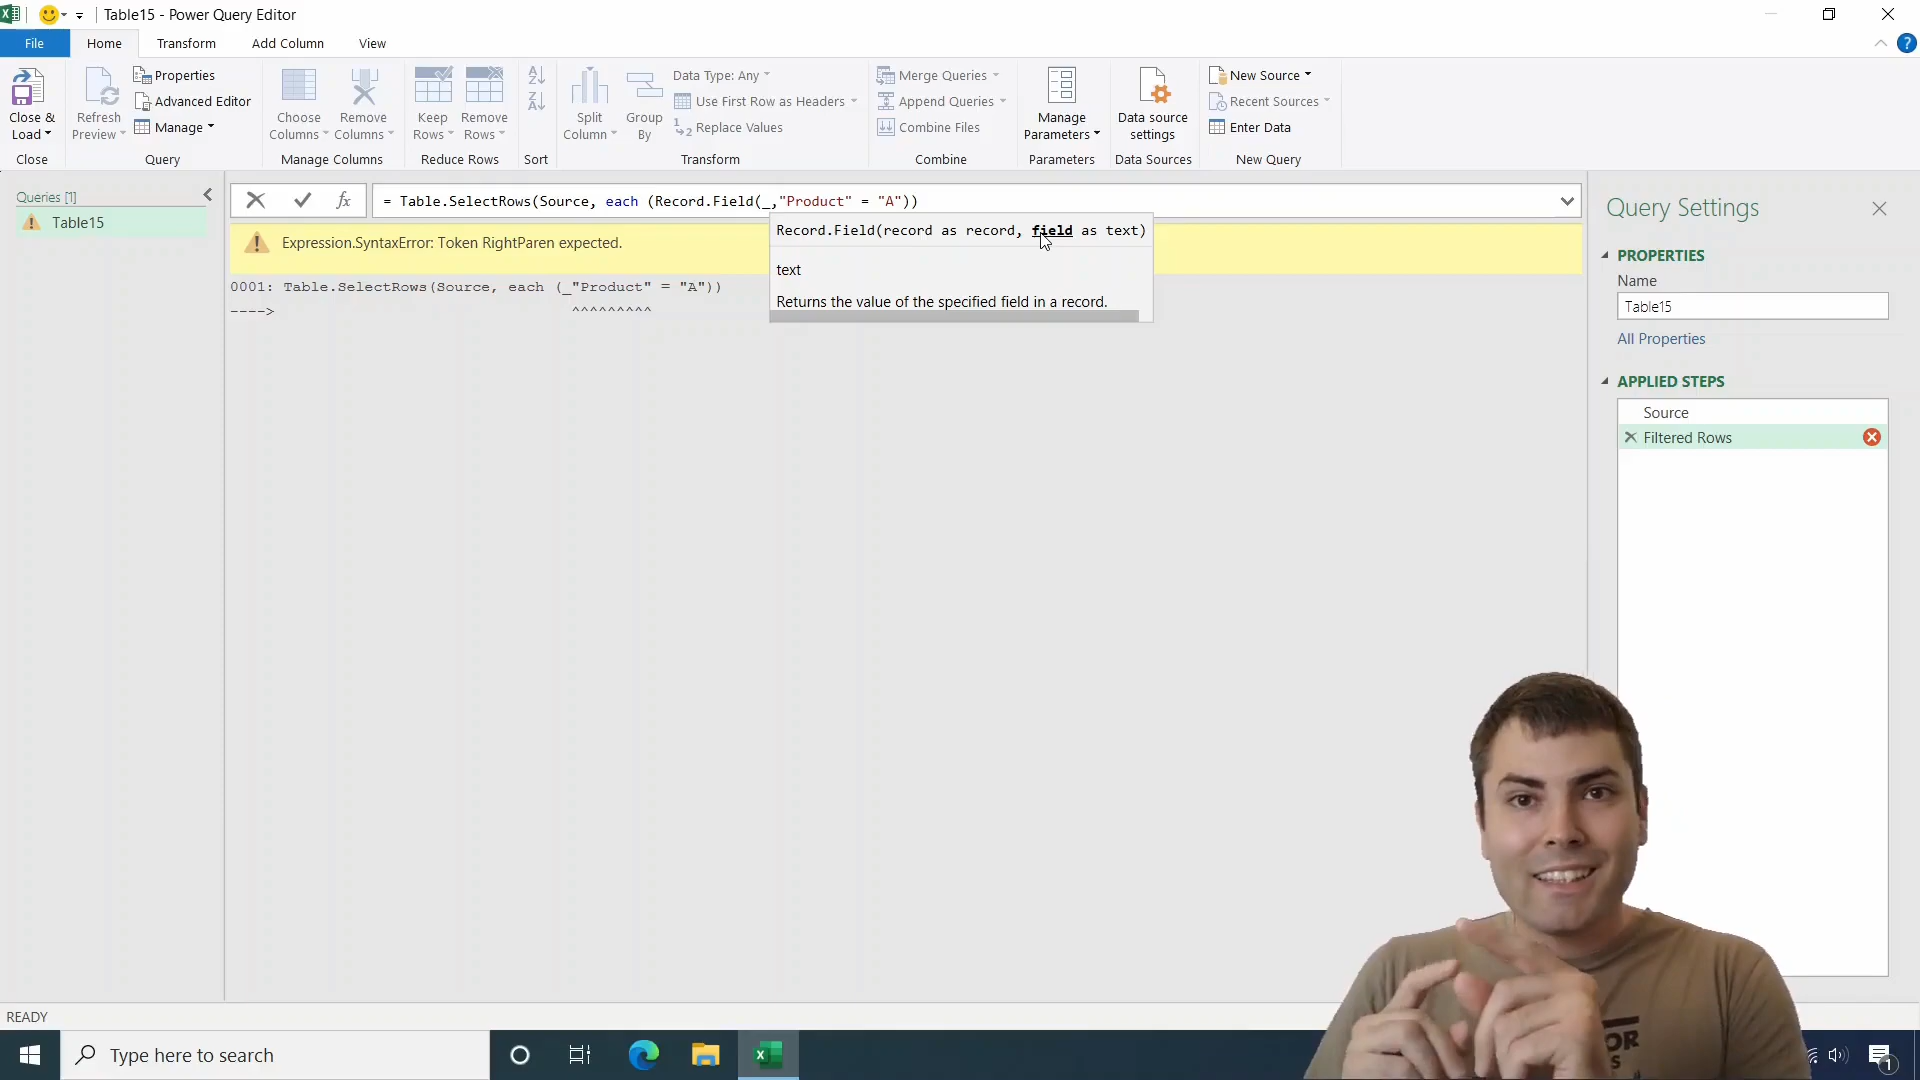 Table15 - Power Query Editor
File
Home
Transform
Add Column
View
Close &
Load
Close
Refresh
Preview
Properties
Advanced Editor
Manage
Query
Choose
Columns
Remove
Columns
Manage Columns
Keep
Rows
Remove
Rows
Reduce Rows
Sort
Split
Column
Group
By
Data Type: Any
Use First Row as Headers
Replace Values
Transform
Merge Queries
Append Queries
Combine Files
Combine
Manage
Parameters
Parameters
Data source
settings
Data Sources
New Source
Recent Sources
Enter Data
New Query
Queries [1]
Table15
fx
= Table.SelectRows(Source, each (Record.Field(_,"Product" = "A"))
Expression.SyntaxError: Token RightParen expected.
0001: Table.SelectRows(Source, each (_"Product" = "A"))
---->                                 ^^^^^^^^^
Record.Field(record as record, field as text)
text
Returns the value of the specified field in a record.
Query Settings
PROPERTIES
Name
Table15
All Properties
APPLIED STEPS
Source
Filtered Rows
READY
Type here to search
1